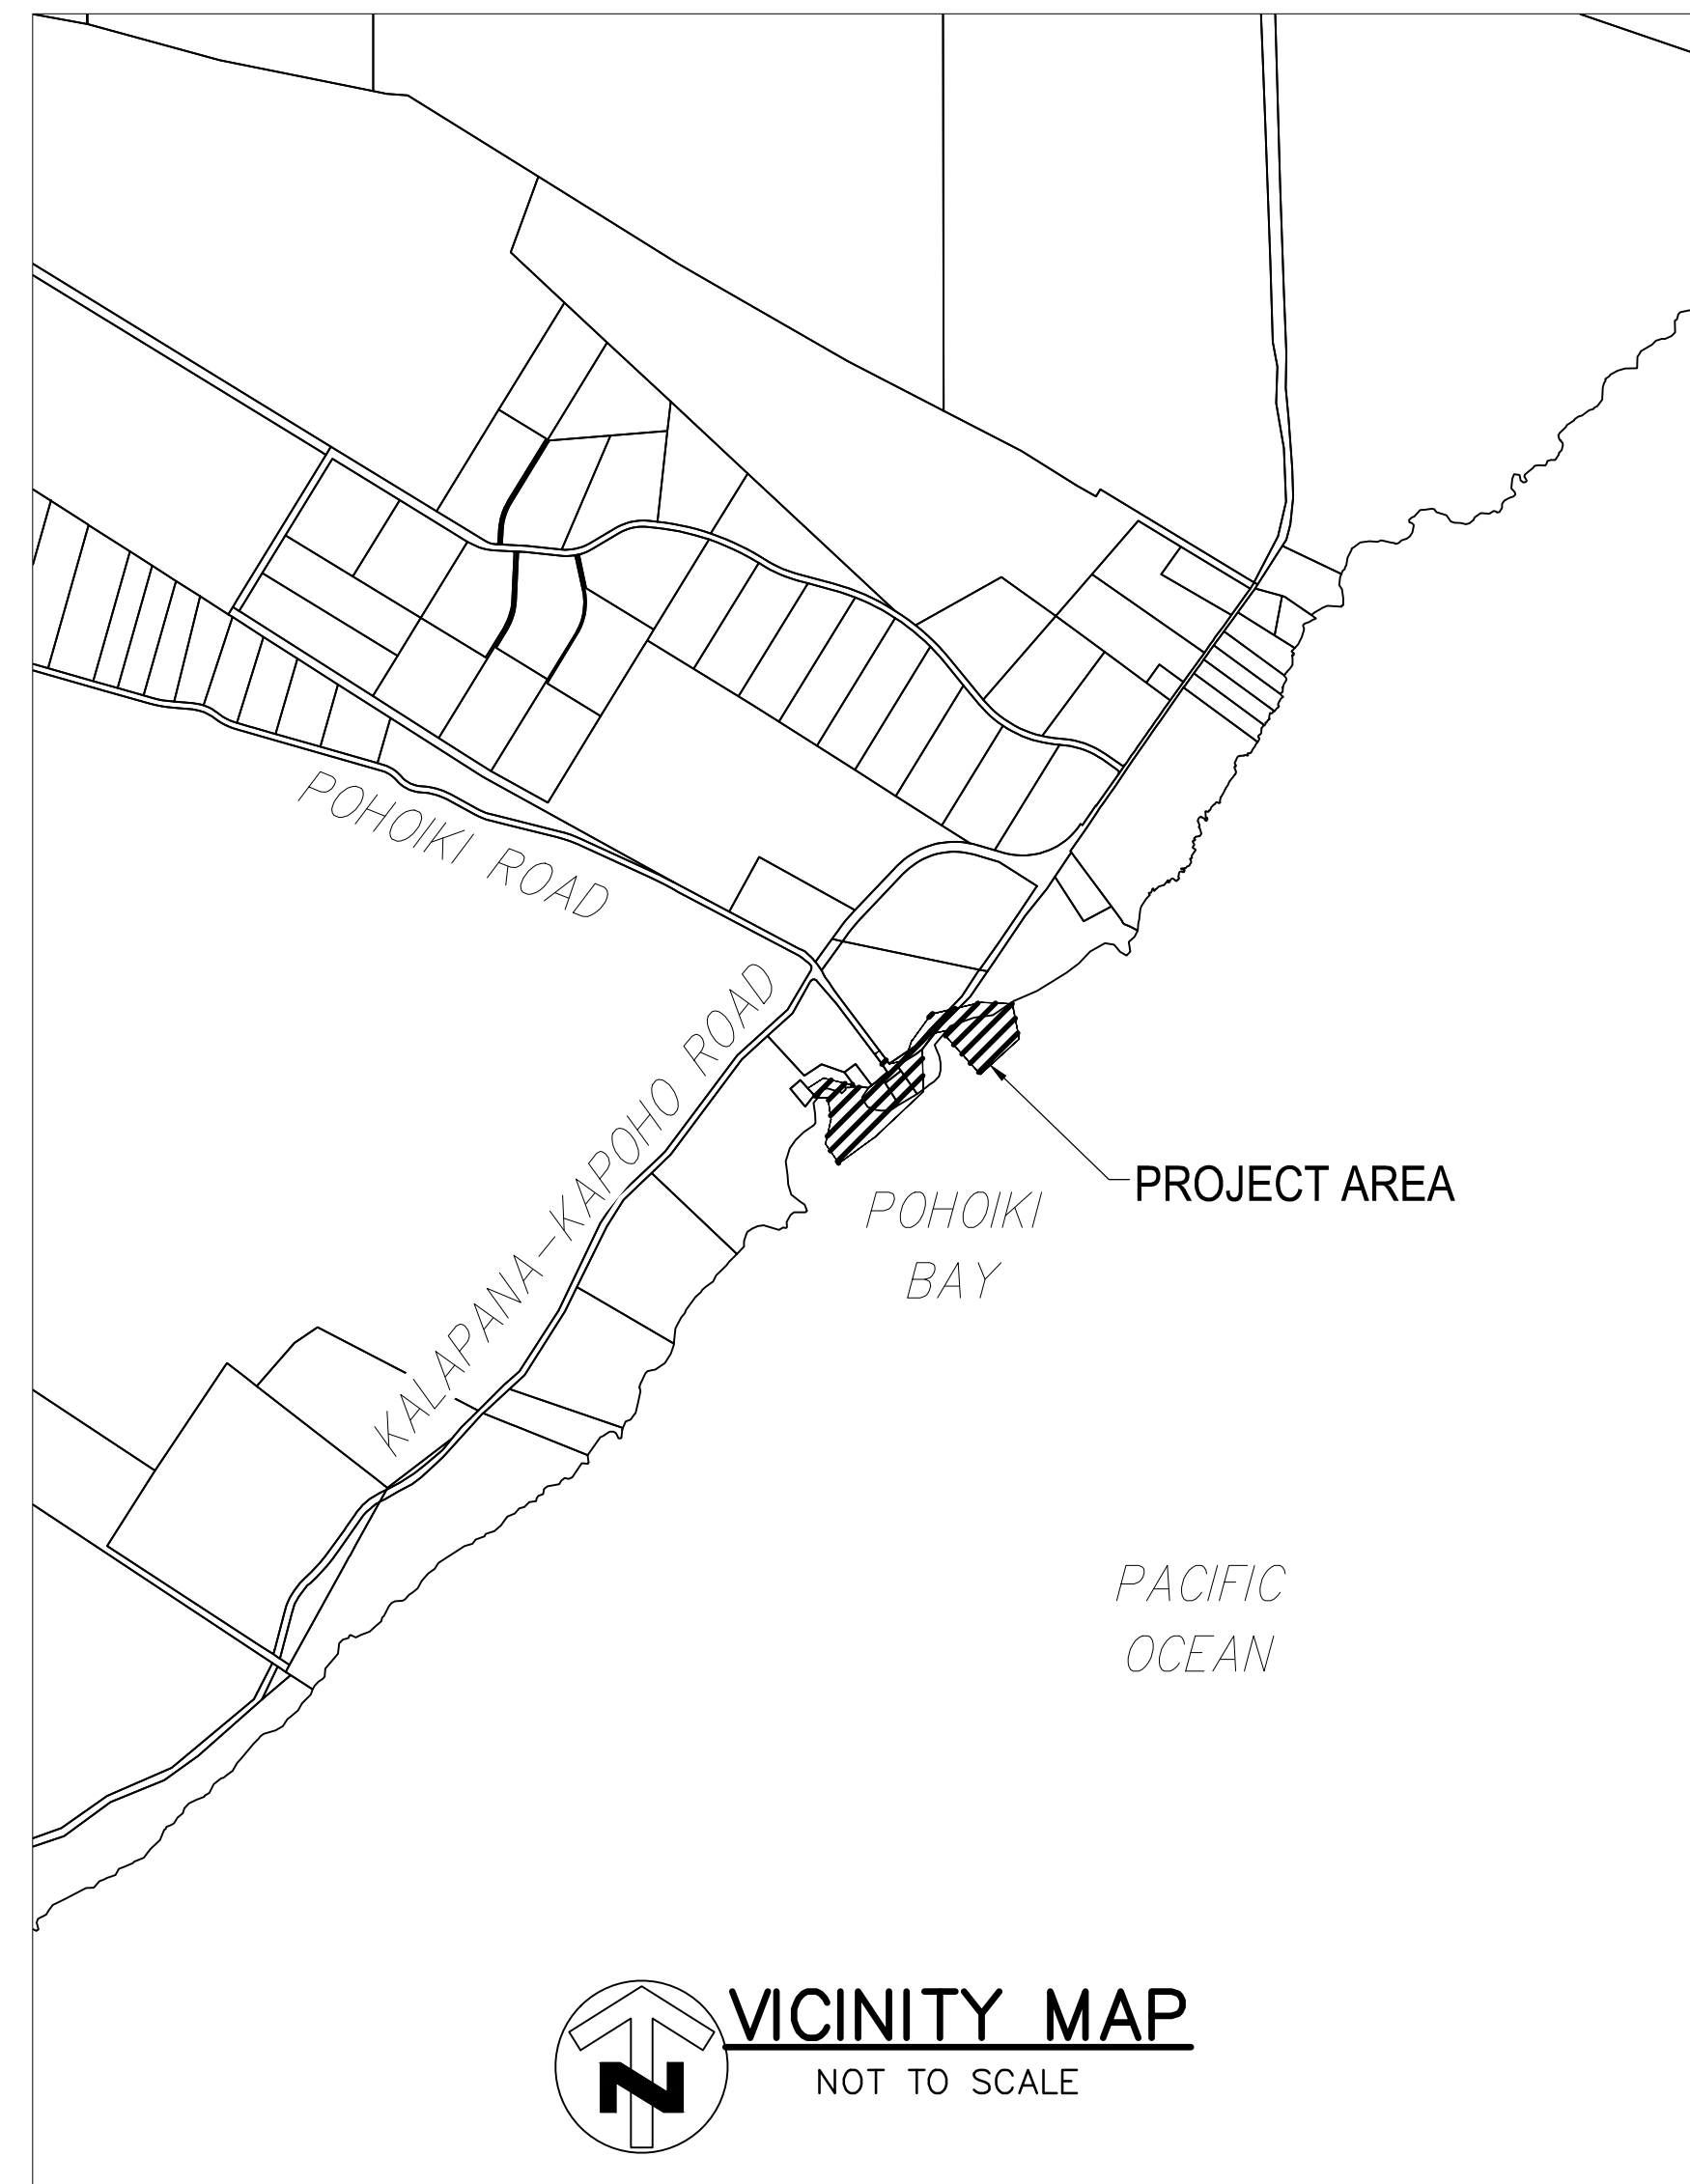 POHOIKI ROAD
KALAPANA-KAPOHO ROAD
PROJECT AREA
POHOIKI
BAY
PACIFIC
OCEAN
N
VICINITY MAP
NOT TO SCALE